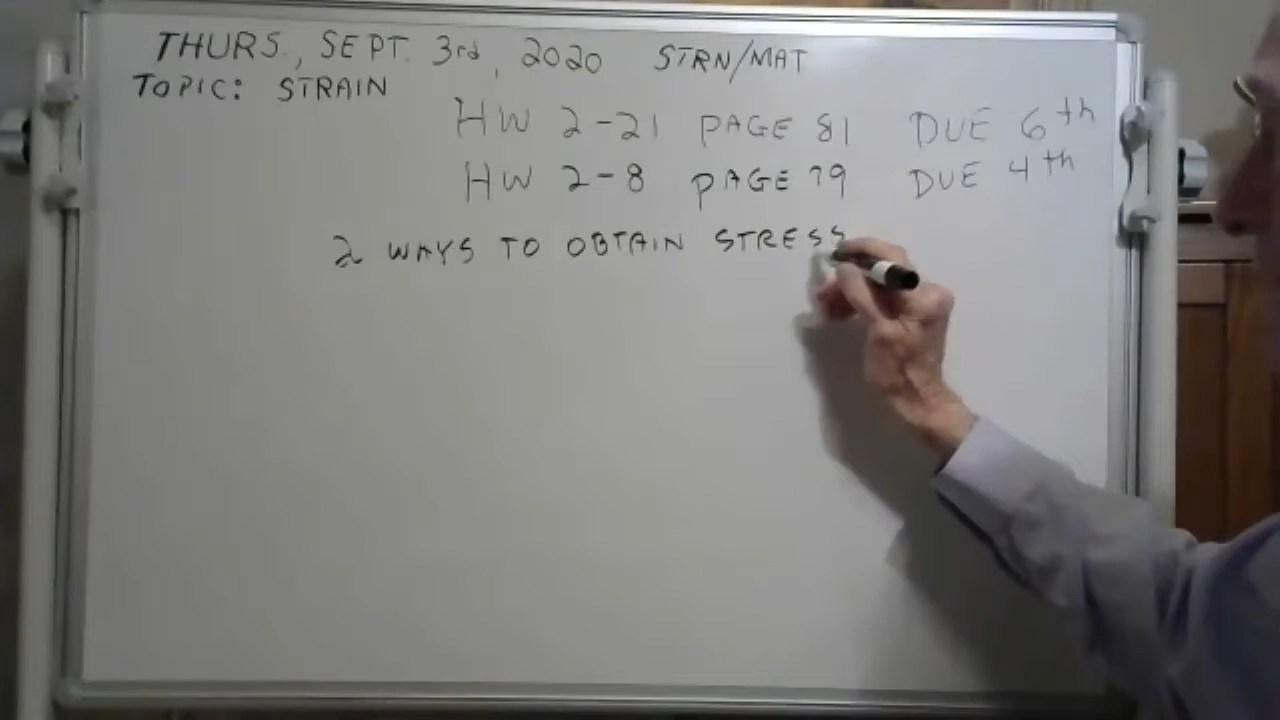 THURS., SEPT. 3rd, 2020 STRN/MAT
TOPIC: STRAIN
HW 2-21 PAGE 81 DUE 6th
HW 2-8 PAGE 79 DUE 4th
2 WAYS TO OBTAIN STRESS